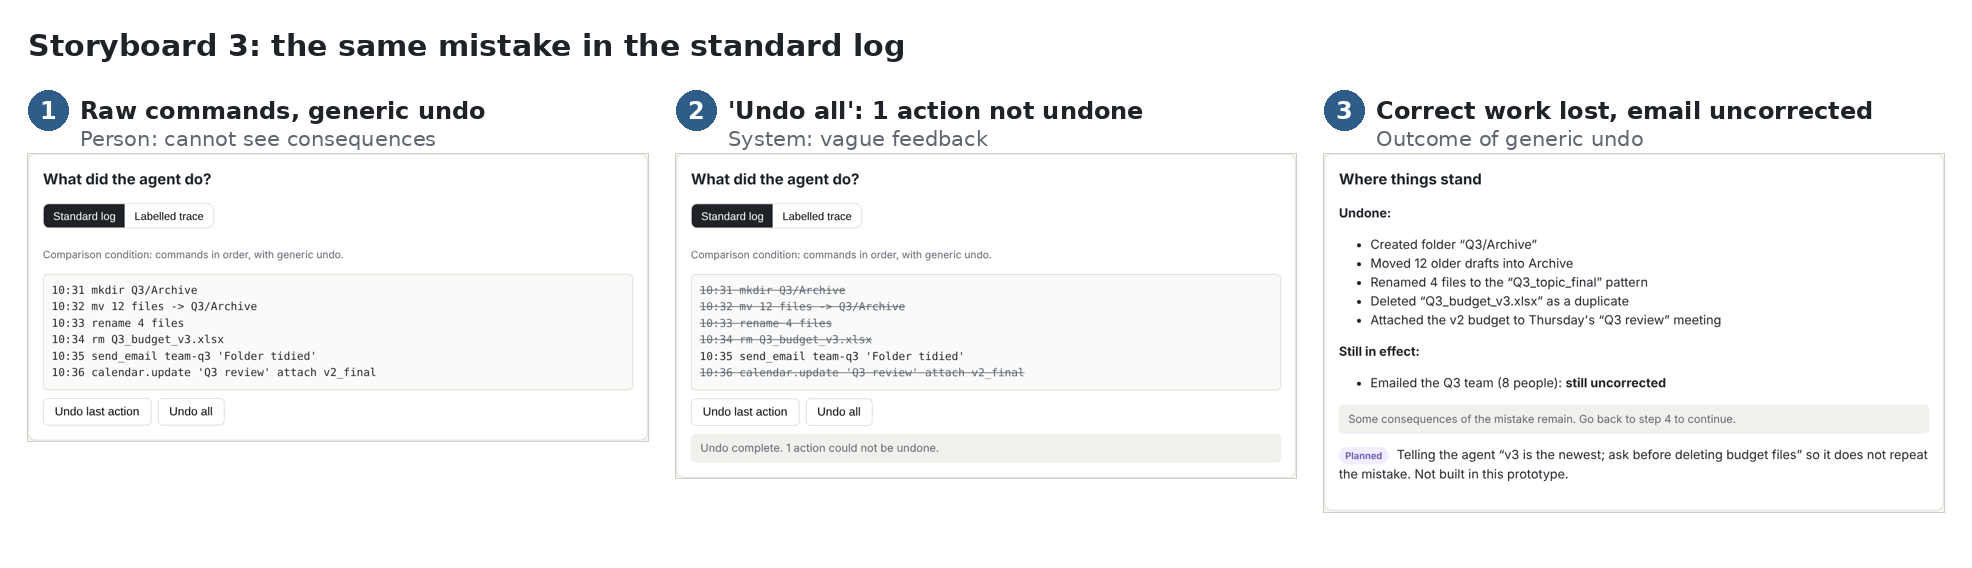 Storyboard 3: the same mistake in the standard log
1 Raw commands, generic undo
Person: cannot see consequences
What did the agent do?
Standard log Labelled trace
Comparison condition: commands in order, with generic undo.
10:31 mkdir Q3/Archive
10:32 mv 12 files -> Q3/Archive
10:33 rename 4 files
10:34 rm Q3_budget_v3.xlsx
10:35 send_email team-q3 'Folder tidied'
10:36 calendar.update 'Q3 review' attach v2_final
Undo last action Undo all
2 'Undo all': 1 action not undone
System: vague feedback
What did the agent do?
Standard log Labelled trace
Comparison condition: commands in order, with generic undo.
10:31 mkdir Q3/Archive
10:32 mv 12 files -> Q3/Archive
10:33 rename 4 files
10:34 rm Q3_budget_v3.xlsx
10:35 send_email team-q3 'Folder tidied'
10:36 calendar.update 'Q3 review' attach v2_final
Undo last action Undo all
Undo complete. 1 action could not be undone.
3 Correct work lost, email uncorrected
Outcome of generic undo
Where things stand
Undone:
• Created folder “Q3/Archive”
• Moved 12 older drafts into Archive
• Renamed 4 files to the “Q3_topic_final” pattern
• Deleted “Q3_budget_v3.xlsx” as a duplicate
• Attached the v2 budget to Thursday's “Q3 review” meeting
Still in effect:
• Emailed the Q3 team (8 people): still uncorrected
Some consequences of the mistake remain. Go back to step 4 to continue.
Planned Telling the agent “v3 is the newest; ask before deleting budget files” so it does not repeat
the mistake. Not built in this prototype.